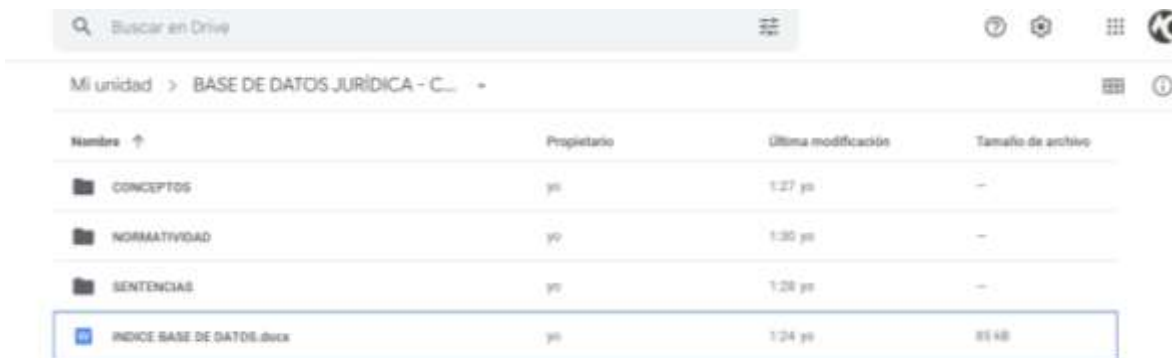 Buscar en Drive
Mi unidad > BASE DE DATOS JURÍDICA - C...
Nombre ↑ Propietario Última modificación Tamaño de archivo
CONCEPTOS yo 1:27 yo —
NORMATIVIDAD yo 1:30 yo —
SENTENCIAS yo 1:28 yo —
INDICE BASE DE DATOS.docx yo 1:24 yo 85 kB